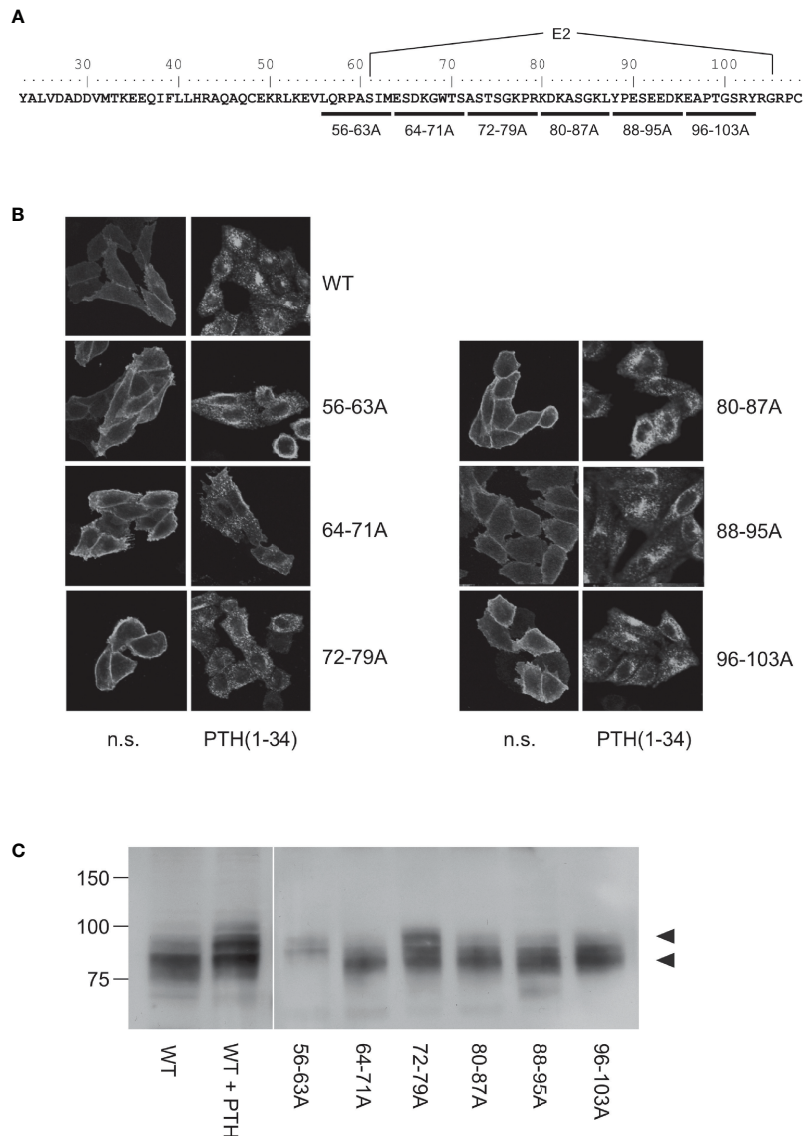 A
E2
30 40 50 60 70 80 90 100
YALVDADDVMTKEEQIFLLHRAQAQCEKRLKEVLQRPASIMESDKGWTSASTSGKPRKDKASGKLYPESEEDKEAPTGSRYRGRPC
56-63A 64-71A 72-79A 80-87A 88-95A 96-103A
B
WT
56-63A 80-87A
64-71A 88-95A
72-79A 96-103A
n.s. PTH(1-34) n.s. PTH(1-34)
C
150
100
75
WT WT + PTH 56-63A 64-71A 72-79A 80-87A 88-95A 96-103A